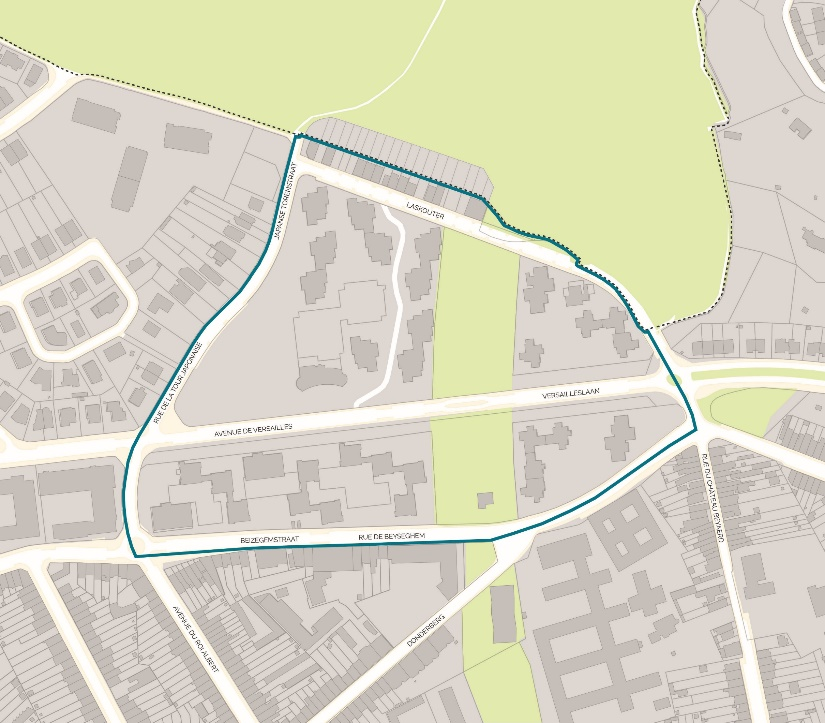 JAPANSE TORENSTRAAT
LASKOUTER
RUE DE LA TOUR JAPONAISE
AVENUE DE VERSAILLES
VERSAILLESLAAN
BEIZEGEMSTRAAT
RUE DE BEYSEGHEM
RUE DU CHATEAU BEYAERD
DONDERBERG
AVENUE DU ROI ALBERT